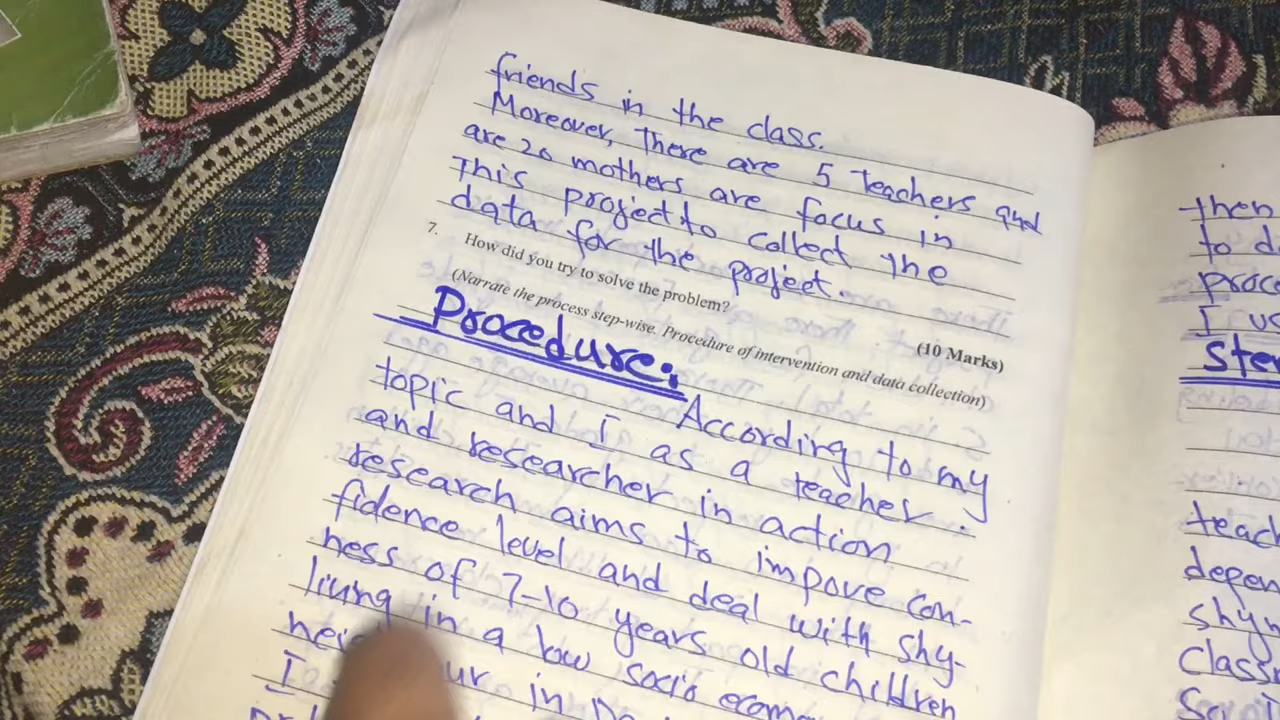 friends in the class.
Moreover, There are 5 Teachers and
are 20 mothers are focus in
This project to collect the
data for the project.
7. How did you try to solve the problem?
(Narrate the process step-wise. Procedure of intervention and data collection)
(10 Marks)
Procedure:
According to my
topic and I as a teacher.
and researcher in action
research aims to impove con-
fidence level and deal with shy-
ness of 7-10 years old children
living in a low socio
in
I
then
to d
proce
I us
Ste
teach
depen
shyn
Class